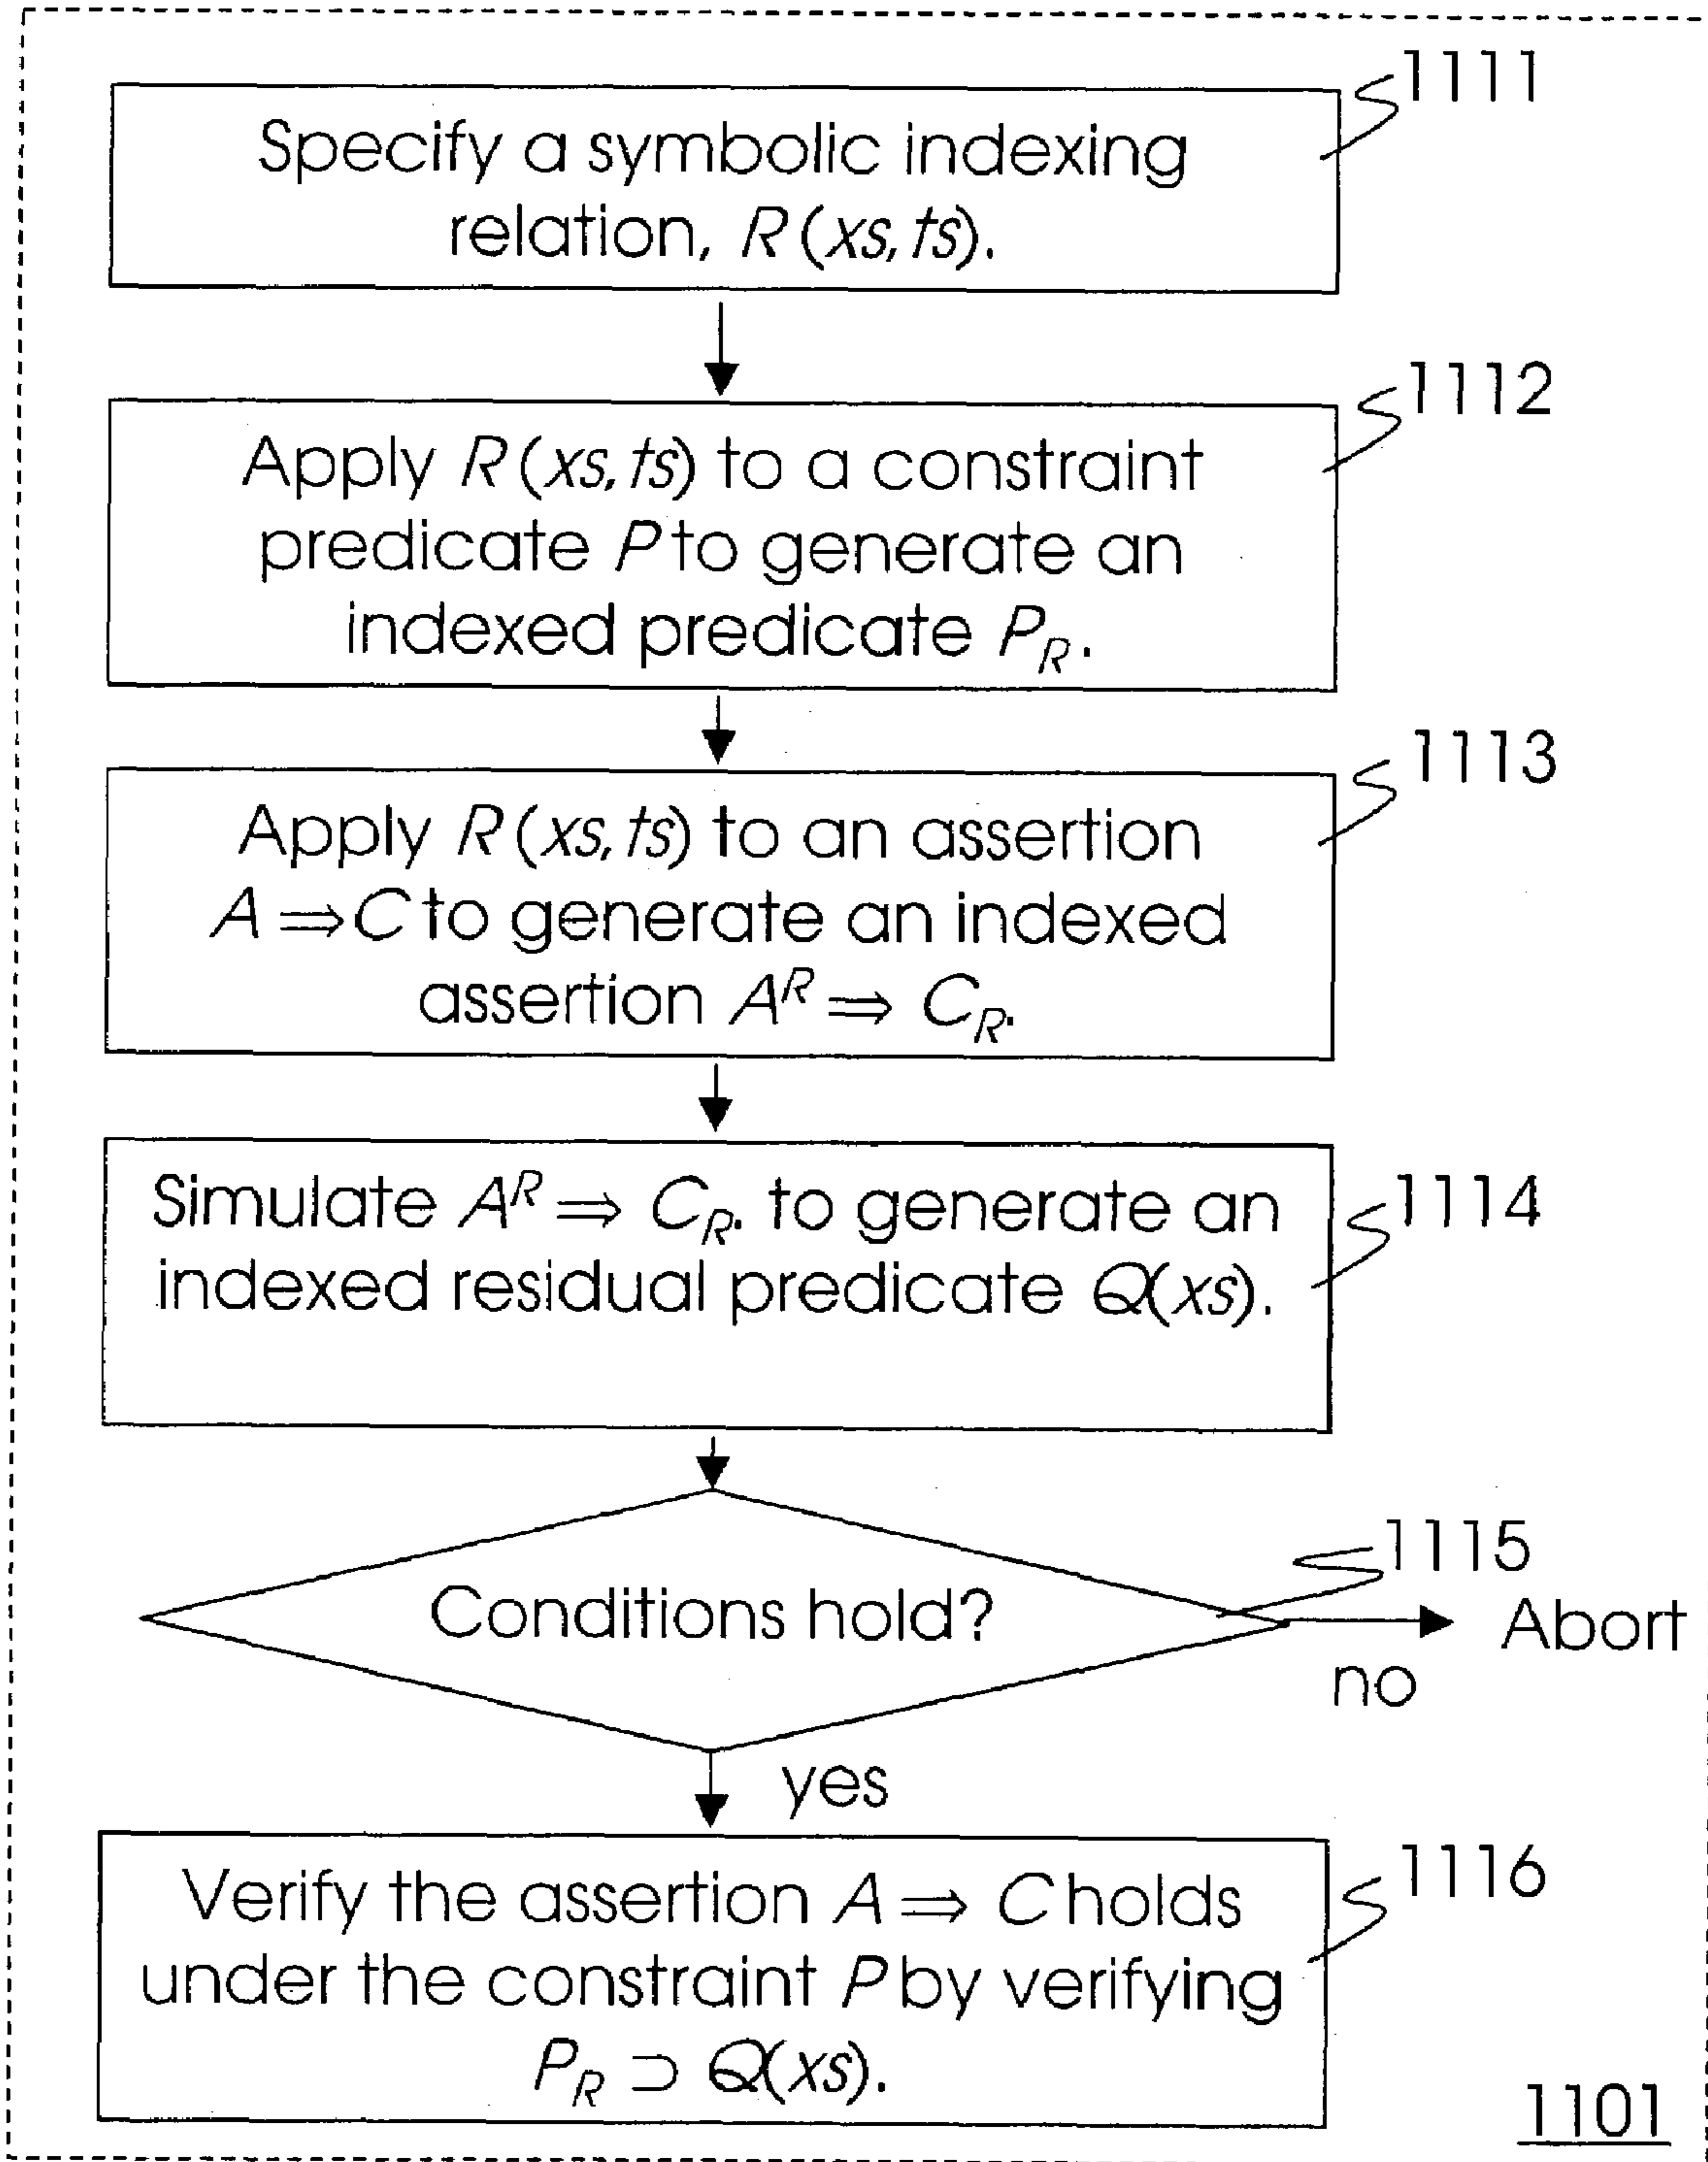 1111
Specify a symbolic indexing
relation, R(xs, ts).
1112
Apply R(xs, ts) to a constraint
predicate P to generate an
indexed predicate P_R.
1113
Apply R(xs, ts) to an assertion
A ⇒ C to generate an indexed
assertion A^R ⇒ C_R.
1114
Simulate A^R ⇒ C_R. to generate an
indexed residual predicate Q(xs).
1115
Conditions hold?
Abort
no
yes
1116
Verify the assertion A ⇒ C holds
under the constraint P by verifying
P_R ⊃ Q(xs).
1101